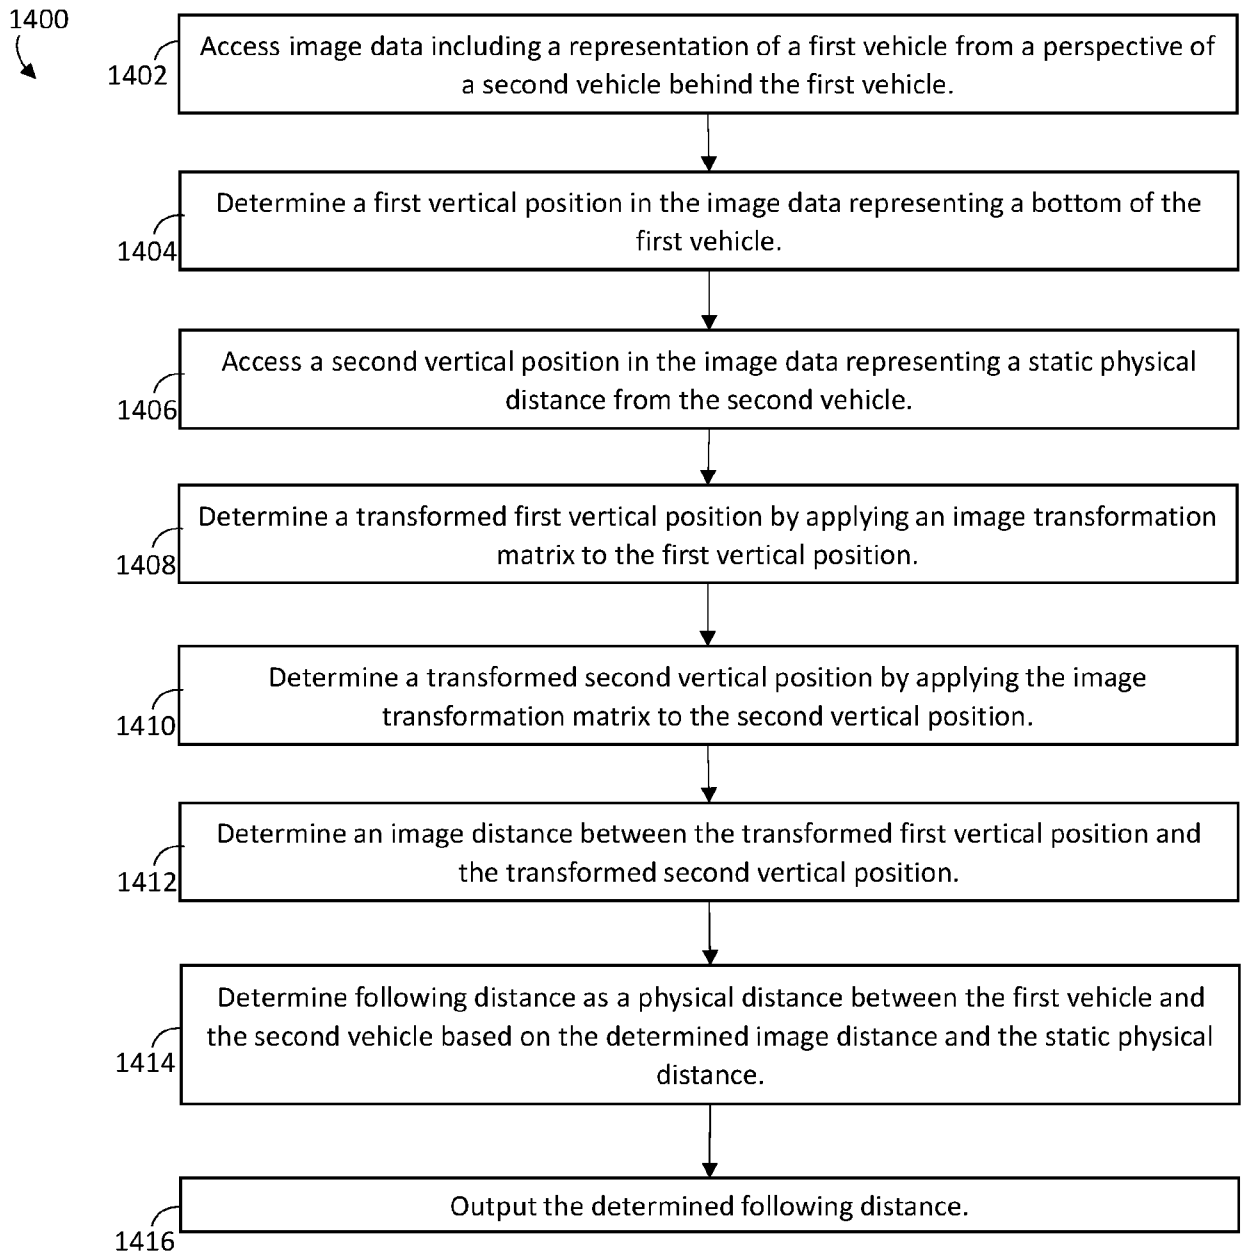 1400
1402
Access image data including a representation of a first vehicle from a perspective of
a second vehicle behind the first vehicle.
1404
Determine a first vertical position in the image data representing a bottom of the
first vehicle.
1406
Access a second vertical position in the image data representing a static physical
distance from the second vehicle.
1408
Determine a transformed first vertical position by applying an image transformation
matrix to the first vertical position.
1410
Determine a transformed second vertical position by applying the image
transformation matrix to the second vertical position.
1412
Determine an image distance between the transformed first vertical position and
the transformed second vertical position.
1414
Determine following distance as a physical distance between the first vehicle and
the second vehicle based on the determined image distance and the static physical
distance.
1416
Output the determined following distance.